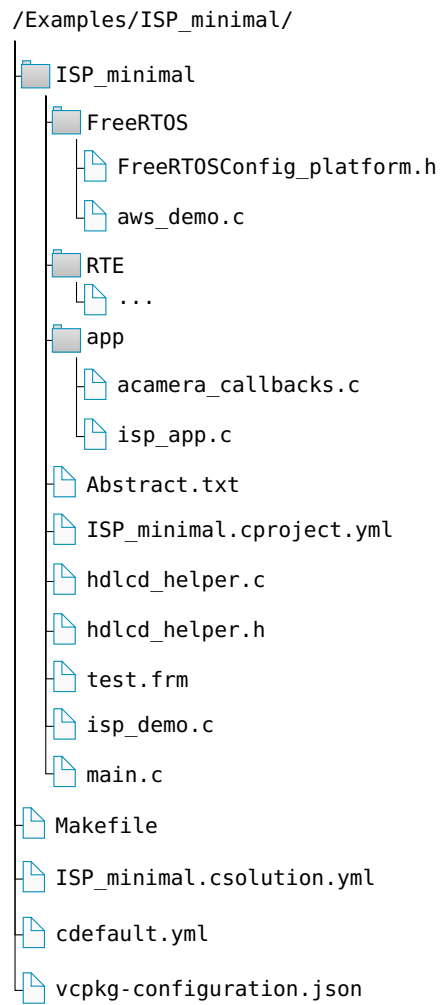 /Examples/ISP_minimal/
ISP_minimal
FreeRTOS
FreeRTOSConfig_platform.h
aws_demo.c
RTE
...
app
acamera_callbacks.c
isp_app.c
Abstract.txt
ISP_minimal.cproject.yml
hdlcd_helper.c
hdlcd_helper.h
test.frm
isp_demo.c
main.c
Makefile
ISP_minimal.csolution.yml
cdefault.yml
vcpkg-configuration.json